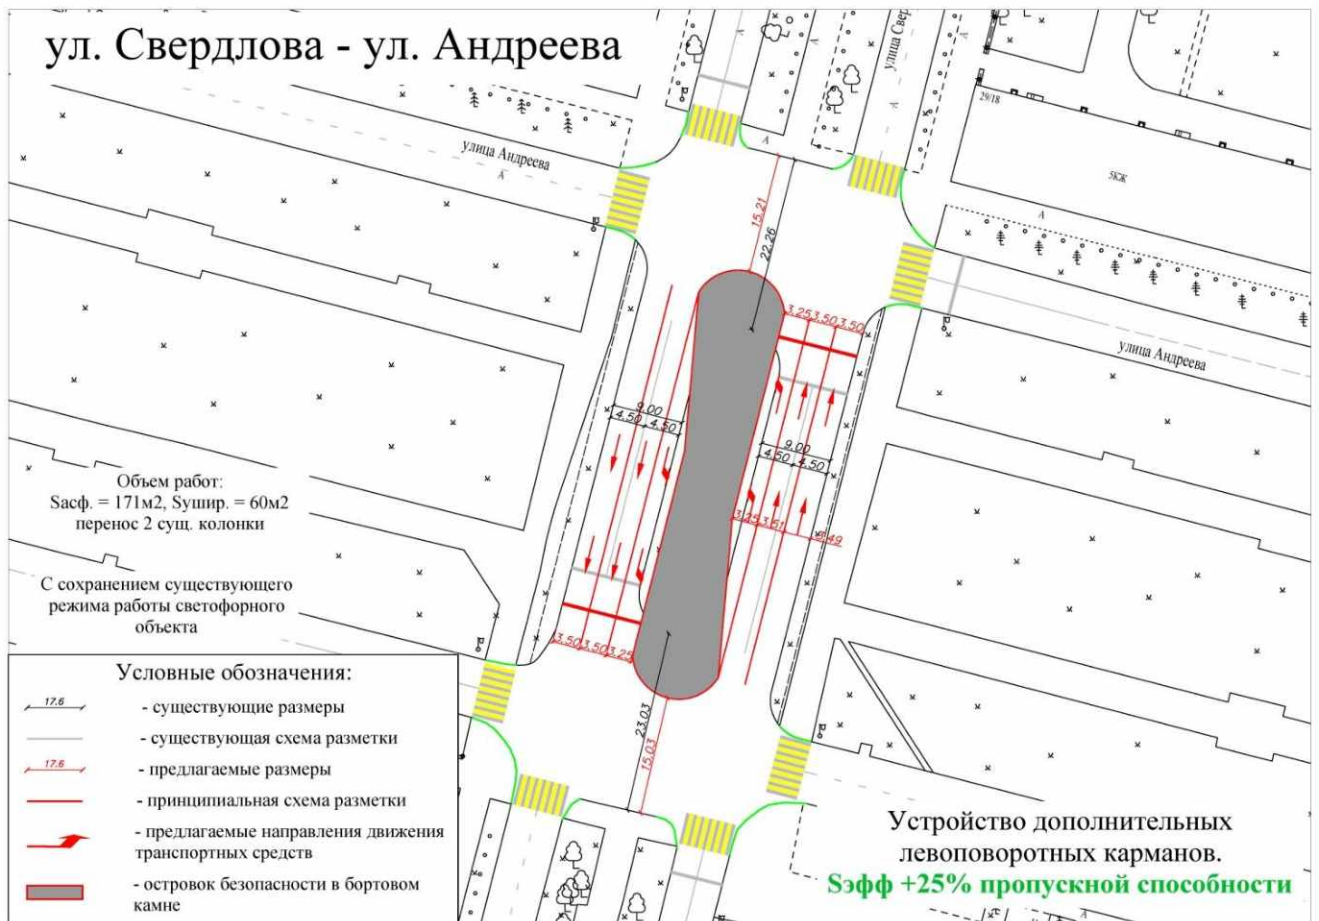 ул. Свердлова - ул. Андреева
улица Свер
29/18
улица Андреева
А
А
А
А
А
А
А
5КЖ
А
15.21
22.26
3.25 3.50 3.50
улица Андреева
9.00
4.50 4.50
9.00
4.50 4.50
Объем работ:
Sасф. = 171м2, Sушир. = 60м2
перенос 2 сущ. колонки
3.25 3.51
С сохранением существующего
режима работы светофорного
объекта
3.50 3.50 3.25
23.03
15.03
Условные обозначения:
17.6 - существующие размеры
- существующая схема разметки
17.6 - предлагаемые размеры
- принципиальная схема разметки
- предлагаемые направления движения
транспортных средств
- островок безопасности в бортовом
камне
Устройство дополнительных
левоповоротных карманов.
Sэфф +25% пропускной способности